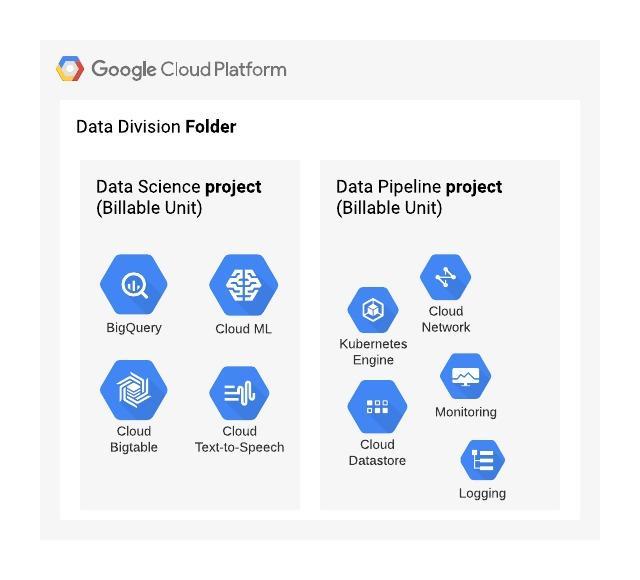 Google Cloud Platform
Data Division Folder
Data Science project
(Billable Unit)
BigQuery
Cloud ML
Cloud
Bigtable
Cloud
Text-to-Speech
Data Pipeline project
(Billable Unit)
Cloud
Network
Kubernetes
Engine
Monitoring
Cloud
Datastore
Logging